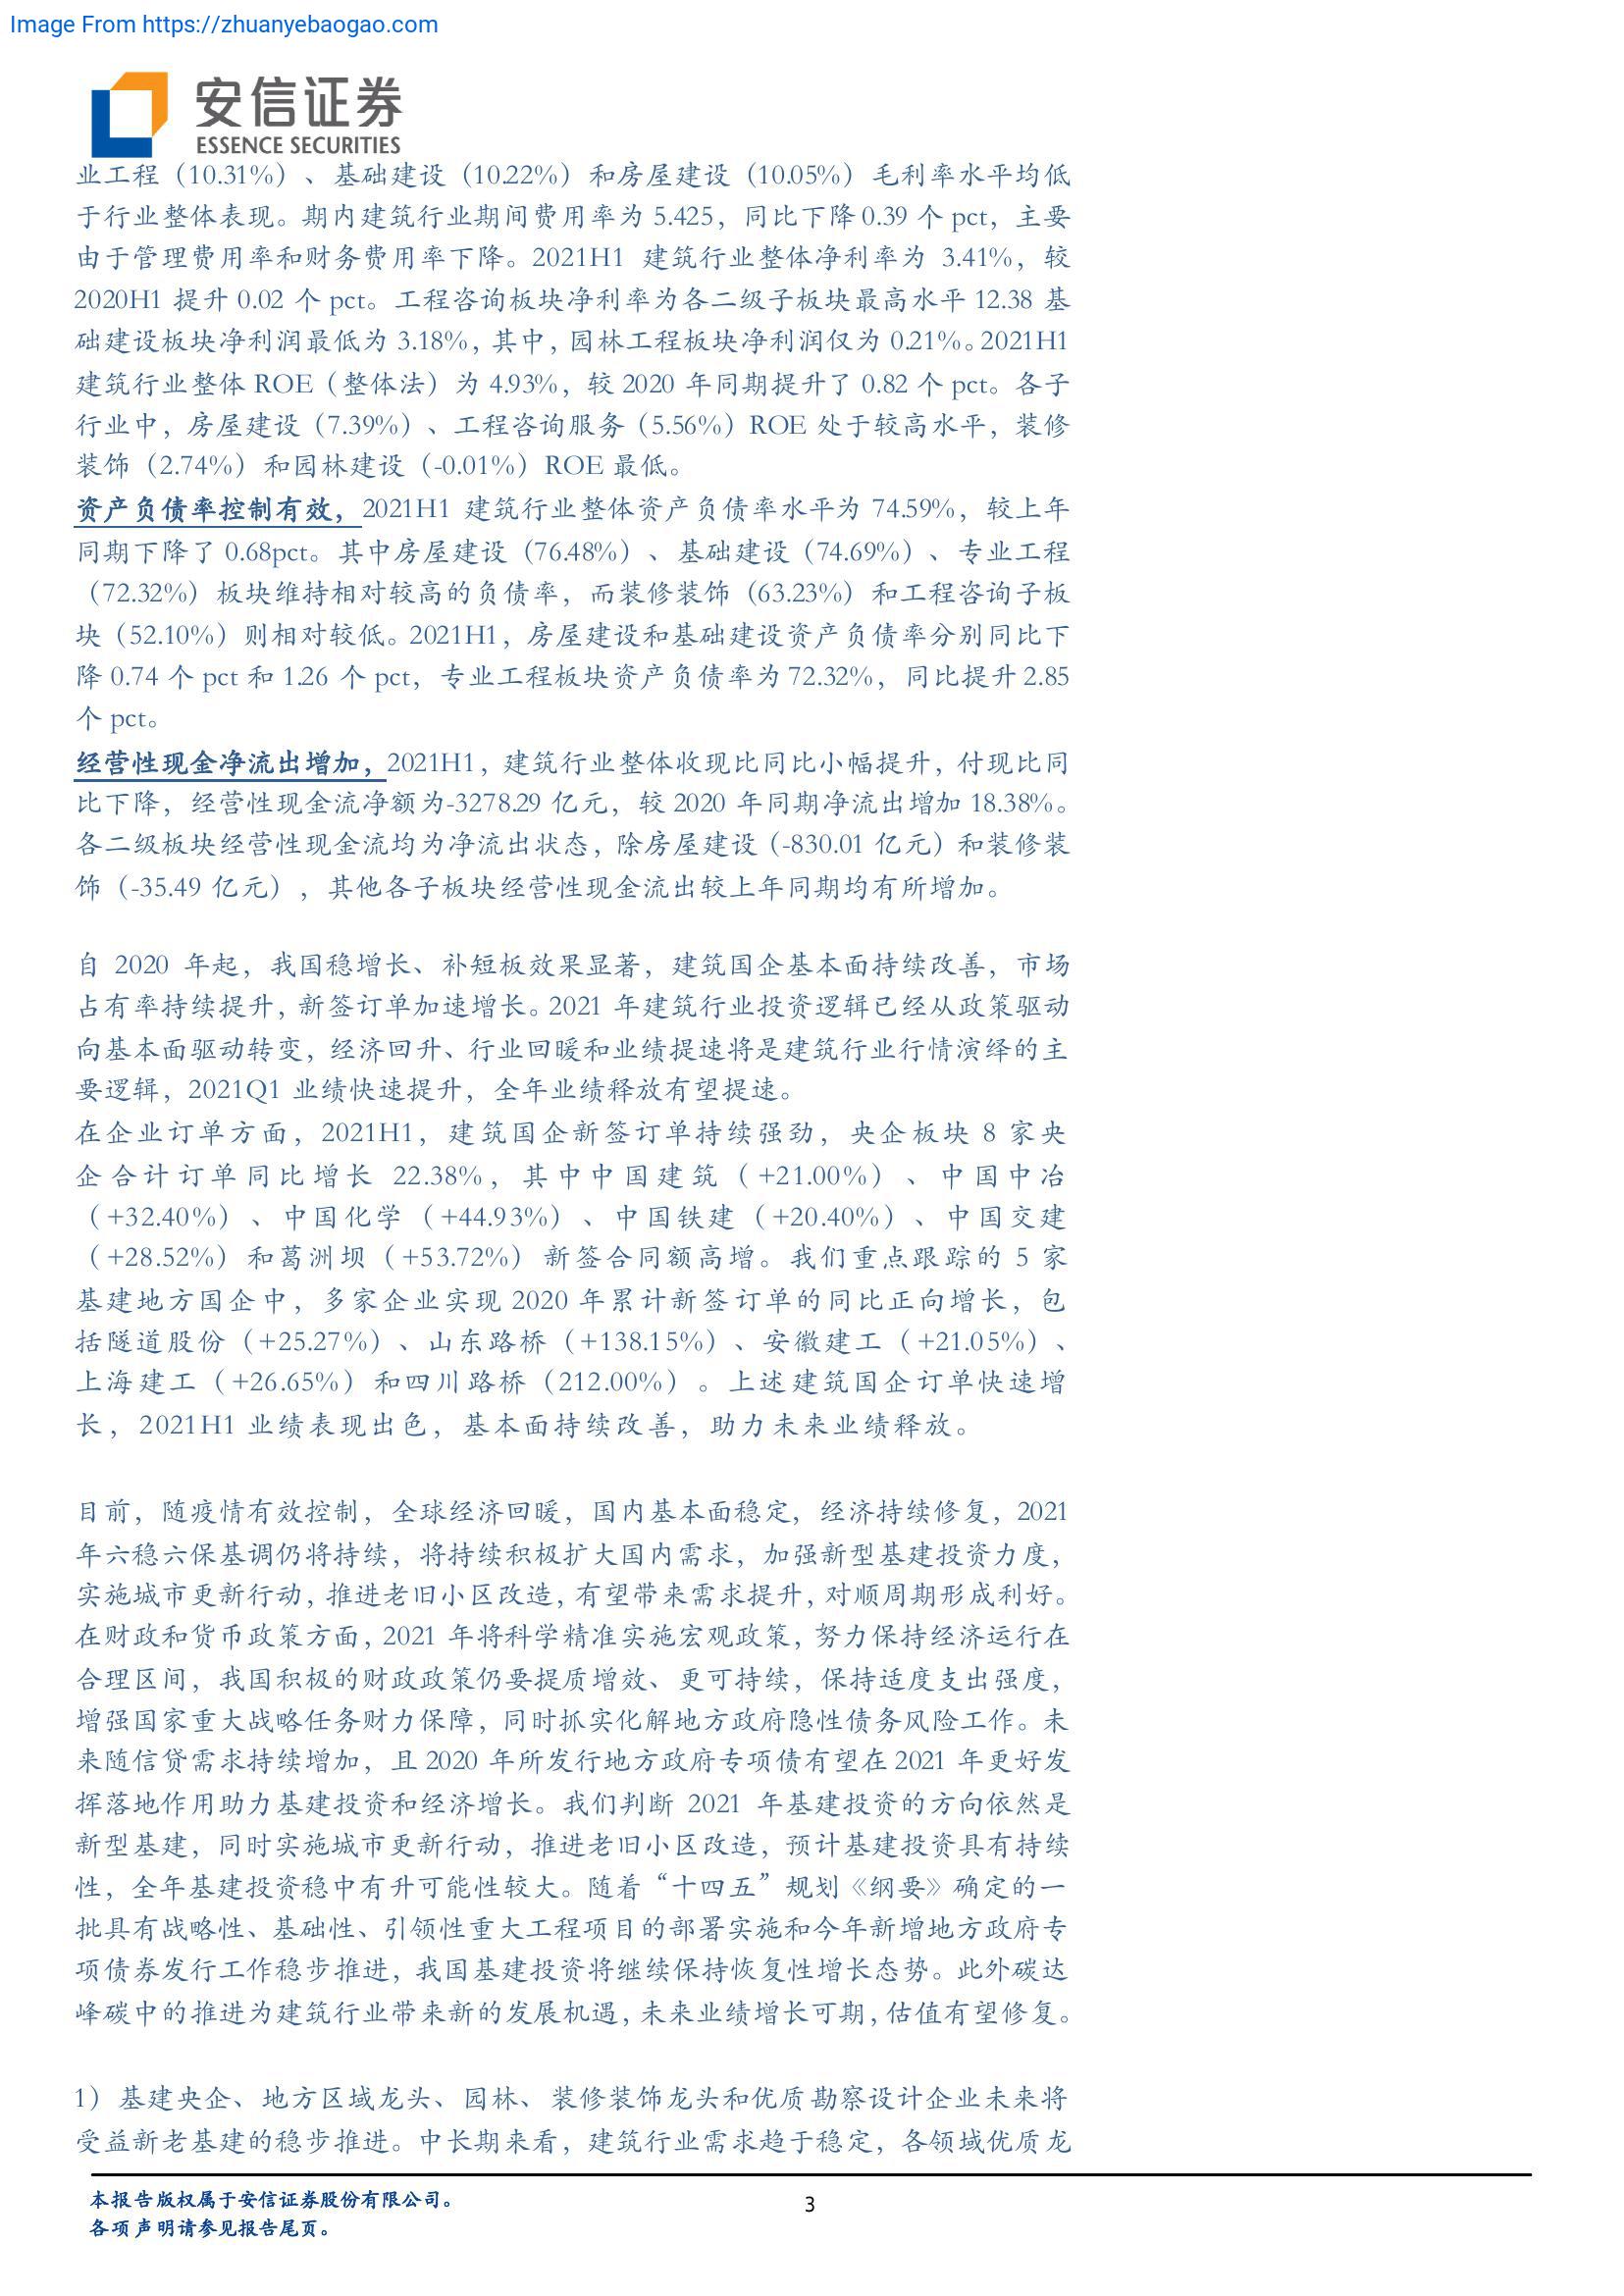 Image From https://zhuanyebaogao.com
安信证券
ESSENCE SECURITIES
业工程（10.31%）、基础建设（10.22%）和房屋建设（10.05%）毛利率水平均低
于行业整体表现。期内建筑行业期间费用率为 5.425，同比下降 0.39 个 pct，主要
由于管理费用率和财务费用率下降。2021H1 建筑行业整体净利率为 3.41%，较
2020H1 提升 0.02 个 pct。工程咨询板块净利率为各二级子板块最高水平 12.38 基
础建设板块净利润最低为 3.18%，其中，园林工程板块净利润仅为 0.21%。2021H1
建筑行业整体 ROE（整体法）为 4.93%，较 2020 年同期提升了 0.82 个 pct。各子
行业中，房屋建设（7.39%）、工程咨询服务（5.56%）ROE 处于较高水平，装修
装饰（2.74%）和园林建设（-0.01%）ROE 最低。
资产负债率控制有效，2021H1 建筑行业整体资产负债率水平为 74.59%，较上年
同期下降了 0.68pct。其中房屋建设（76.48%）、基础建设（74.69%）、专业工程
（72.32%）板块维持相对较高的负债率，而装修装饰（63.23%）和工程咨询子板
块（52.10%）则相对较低。2021H1，房屋建设和基础建设资产负债率分别同比下
降 0.74 个 pct 和 1.26 个 pct，专业工程板块资产负债率为 72.32%，同比提升 2.85
个 pct。
经营性现金净流出增加，2021H1，建筑行业整体收现比同比小幅提升，付现比同
比下降，经营性现金流净额为-3278.29 亿元，较 2020 年同期净流出增加 18.38%。
各二级板块经营性现金流均为净流出状态，除房屋建设（-830.01 亿元）和装修装
饰（-35.49 亿元），其他各子板块经营性现金流出较上年同期均有所增加。
自 2020 年起，我国稳增长、补短板效果显著，建筑国企基本面持续改善，市场
占有率持续提升，新签订单加速增长。2021 年建筑行业投资逻辑已经从政策驱动
向基本面驱动转变，经济回升、行业回暖和业绩提速将是建筑行业行情演绎的主
要逻辑，2021Q1 业绩快速提升，全年业绩释放有望提速。
在企业订单方面，2021H1，建筑国企新签订单持续强劲，央企板块 8 家央
企合计订单同比增长 22.38%，其中中国建筑（+21.00%）、中国中冶
（+32.40%）、中国化学（+44.93%）、中国铁建（+20.40%）、中国交建
（+28.52%）和葛洲坝（+53.72%）新签合同额高增。我们重点跟踪的 5 家
基建地方国企中，多家企业实现 2020 年累计新签订单的同比正向增长，包
括隧道股份（+25.27%）、山东路桥（+138.15%）、安徽建工（+21.05%）、
上海建工（+26.65%）和四川路桥（212.00%）。上述建筑国企订单快速增
长，2021H1 业绩表现出色，基本面持续改善，助力未来业绩释放。
目前，随疫情有效控制，全球经济回暖，国内基本面稳定，经济持续修复，2021
年六稳六保基调仍将持续，将持续积极扩大国内需求，加强新型基建投资力度，
实施城市更新行动，推进老旧小区改造，有望带来需求提升，对顺周期形成利好。
在财政和货币政策方面，2021 年将科学精准实施宏观政策，努力保持经济运行在
合理区间，我国积极的财政政策仍要提质增效、更可持续，保持适度支出强度，
增强国家重大战略任务财力保障，同时抓实化解地方政府隐性债务风险工作。未
来随信贷需求持续增加，且 2020 年所发行地方政府专项债有望在 2021 年更好发
挥落地作用助力基建投资和经济增长。我们判断 2021 年基建投资的方向依然是
新型基建，同时实施城市更新行动，推进老旧小区改造，预计基建投资具有持续
性，全年基建投资稳中有升可能性较大。随着“十四五”规划《纲要》确定的一
批具有战略性、基础性、引领性重大工程项目的部署实施和今年新增地方政府专
项债券发行工作稳步推进，我国基建投资将继续保持恢复性增长态势。此外碳达
峰碳中的推进为建筑行业带来新的发展机遇，未来业绩增长可期，估值有望修复。
1）基建央企、地方区域龙头、园林、装修装饰龙头和优质勘察设计企业未来将
受益新老基建的稳步推进。中长期来看，建筑行业需求趋于稳定，各领域优质龙
本报告版权属于安信证券股份有限公司。
3
各项声明请参见报告尾页。